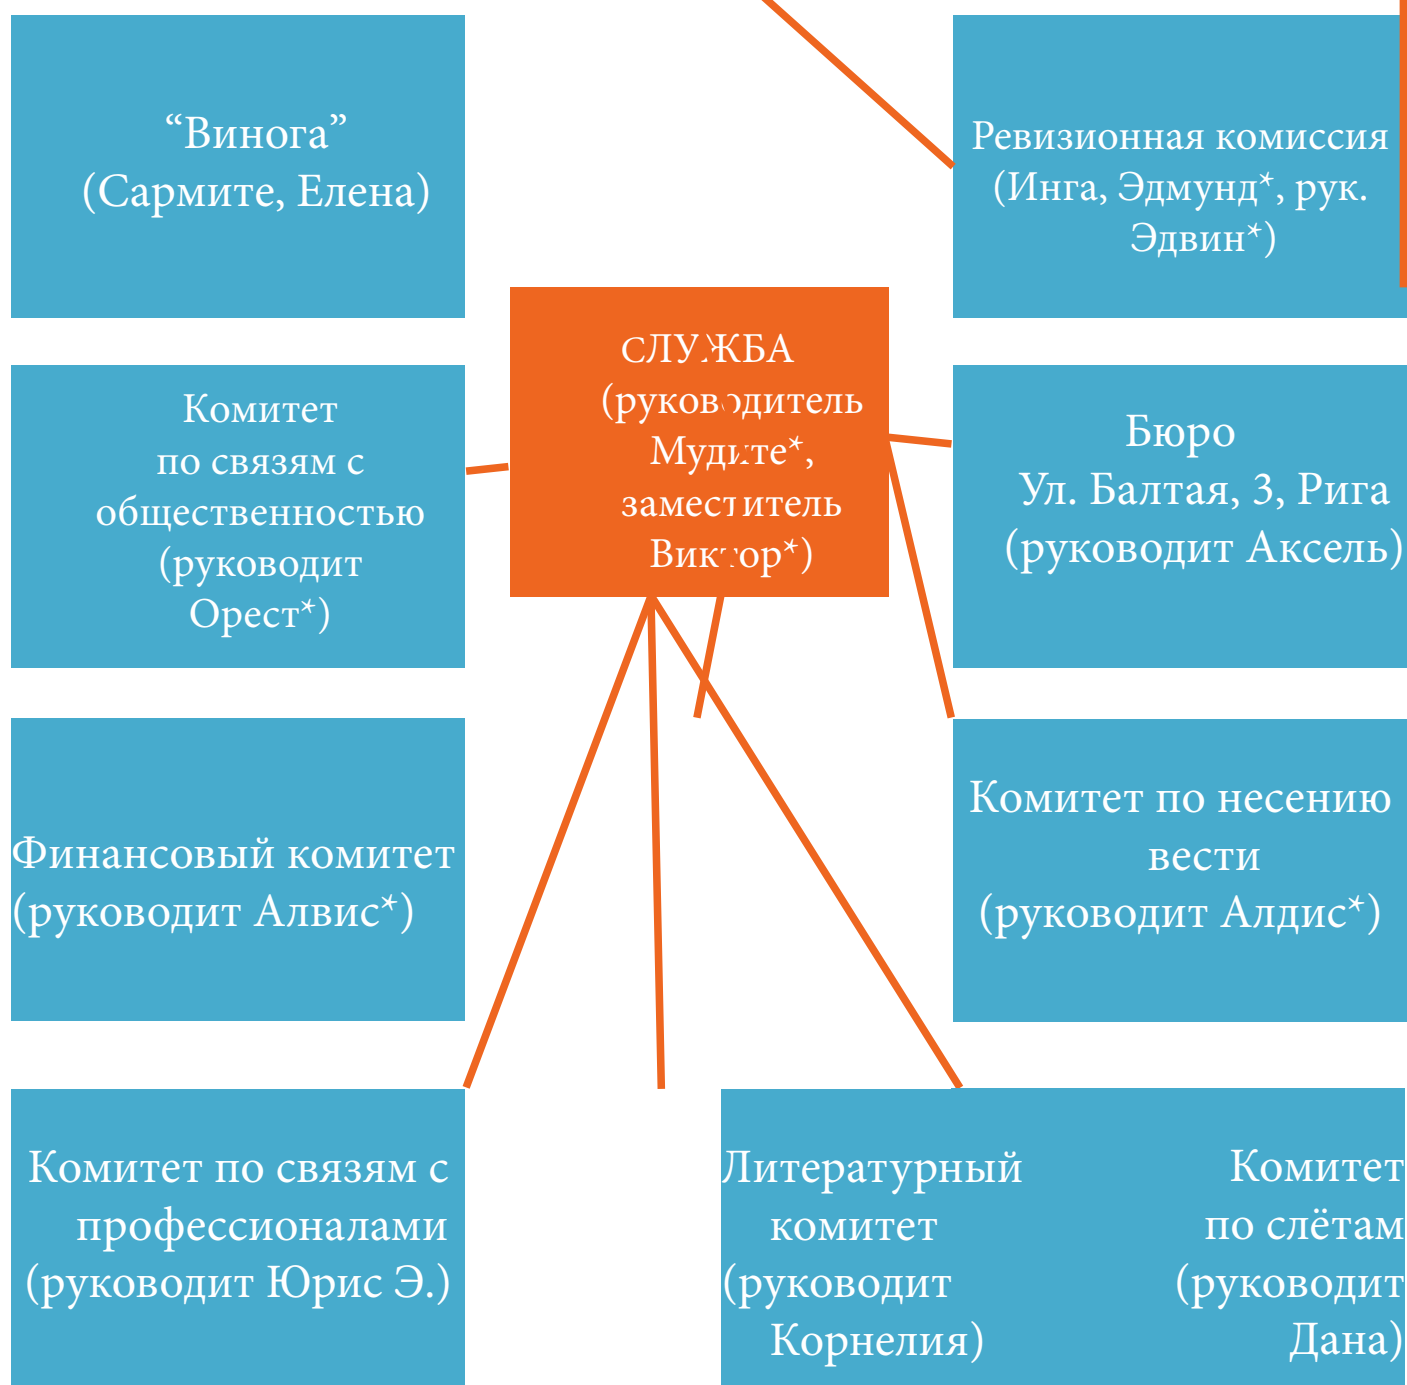 “Винога”
(Сармите, Елена)
Ревизионная комиссия
(Инга, Эдмунд*, рук.
Эдвин*)
СЛУЖБА
(руководитель
Мудите*,
заместитель
Виктор*)
Комитет
по связям с
общественностью
(руководит
Орест*)
Бюро
Ул. Балтая, 3, Рига
(руководит Аксель)
Финансовый комитет
(руководит Алвис*)
Комитет по несению
вести
(руководит Алдис*)
Комитет по связям с
профессионалами
(руководит Юрис Э.)
Литературный
комитет
(руководит
Корнелия)
Комитет
по слётам
(руководит
Дана)